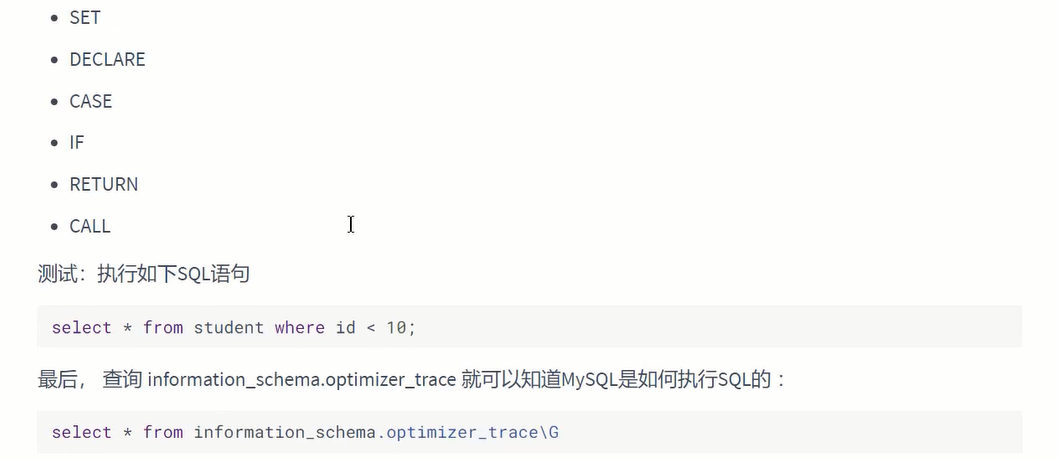 SET
DECLARE
CASE
IF
RETURN
CALL
测试：执行如下SQL语句
select * from student where id < 10;
最后， 查询 information_schema.optimizer_trace 就可以知道MySQL是如何执行SQL的 ：
select * from information_schema.optimizer_trace\G